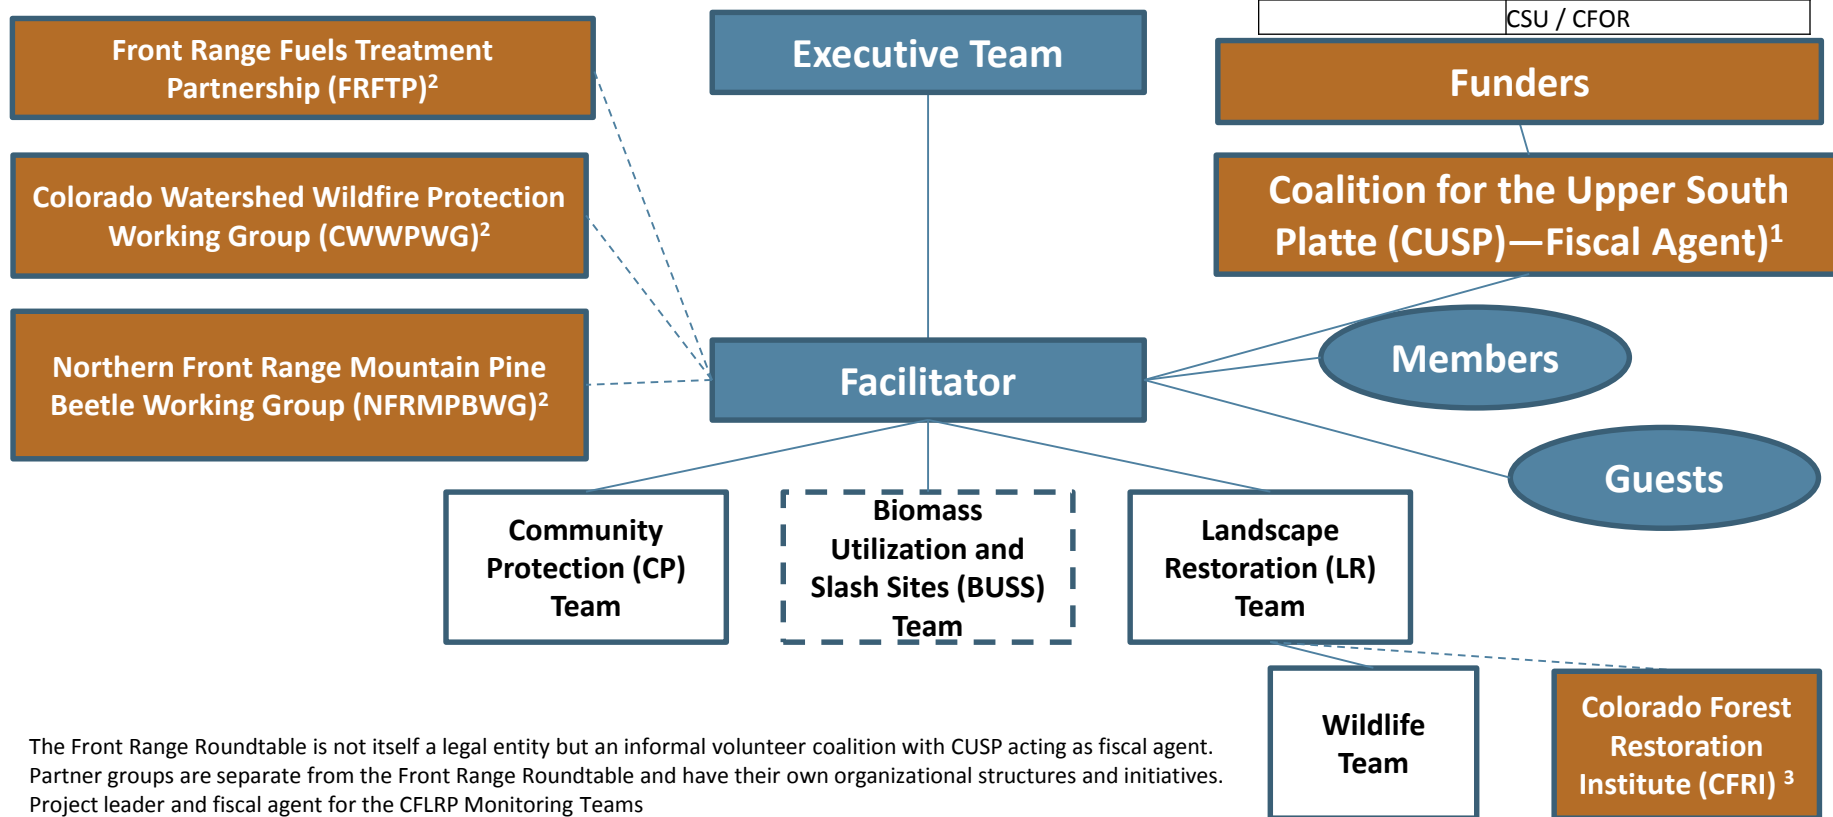 CSU / CFOR
Front Range Fuels Treatment
Partnership (FRFTP)2
Executive Team
Funders
Colorado Watershed Wildfire Protection
Working Group (CWWPWG)2
Coalition for the Upper South
Platte (CUSP)—Fiscal Agent)1
Northern Front Range Mountain Pine
Beetle Working Group (NFRMPBWG)2
Facilitator
Members
Guests
Community
Protection (CP)
Team
Biomass
Utilization and
Slash Sites (BUSS)
Team
Landscape
Restoration (LR)
Team
Wildlife
Team
Colorado Forest
Restoration
Institute (CFRI) 3
The Front Range Roundtable is not itself a legal entity but an informal volunteer coalition with CUSP acting as fiscal agent.
Partner groups are separate from the Front Range Roundtable and have their own organizational structures and initiatives.
Project leader and fiscal agent for the CFLRP Monitoring Teams